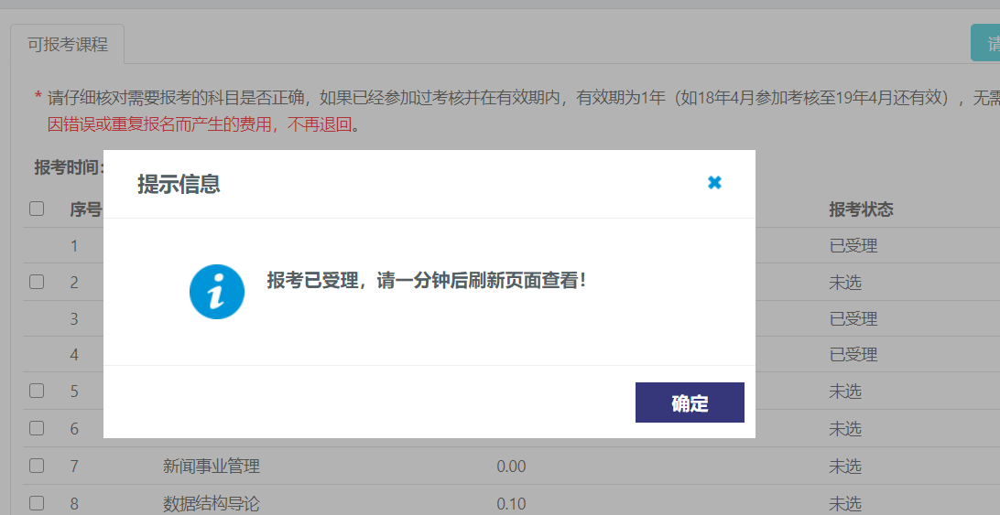 可报考课程
请
* 请仔细核对需要报考的科目是否正确，如果已经参加过考核并在有效期内，有效期为1年（如18年4月参加考核至19年4月还有效），无需
因错误或重复报名而产生的费用，不再退回。
报考时间：
提示信息
序号 报考状态
1 已受理
报考已受理，请一分钟后刷新页面查看！
2 未选
3 已受理
4 已受理
5 未选
确定
6 未选
7 新闻事业管理 0.00 未选
8 数据结构导论 0.10 未选